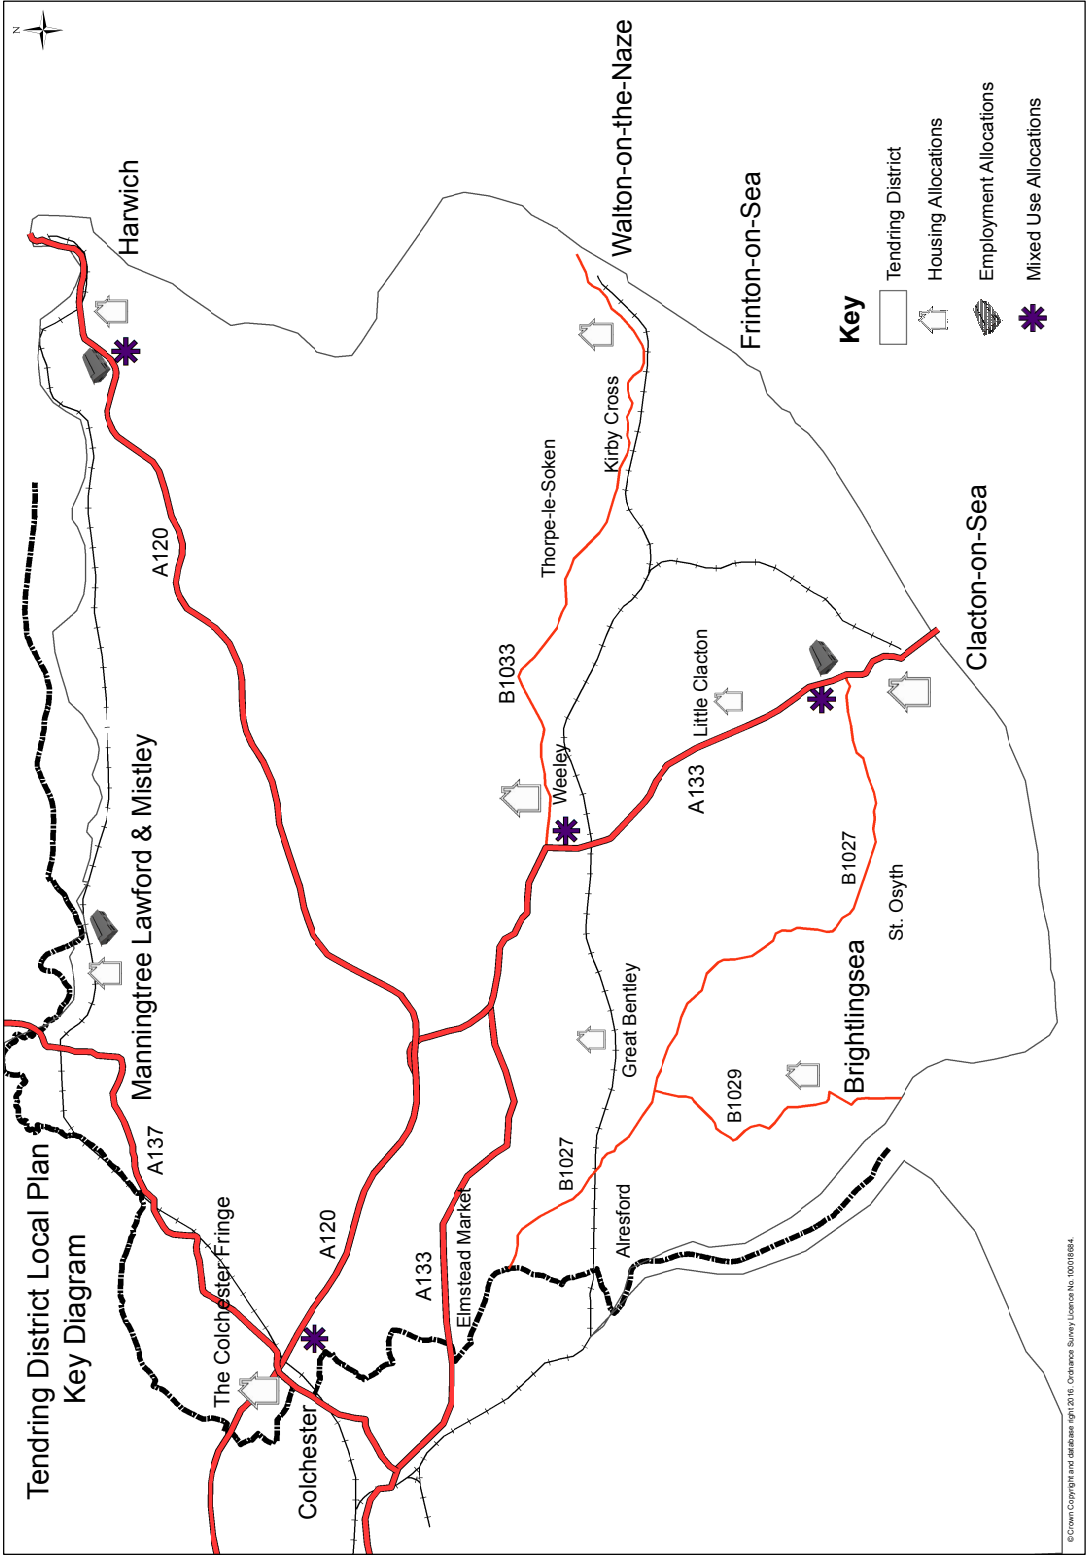 Tendring District Local Plan
Key Diagram
N
Harwich
A120
Manningtree Lawford & Mistley
A137
The Colchester Fringe
A120
Colchester
A133
Elmstead Market
Walton-on-the-Naze
Kirby Cross
Thorpe-le-Soken
B1033
Weeley
Frinton-on-Sea
Little Clacton
A133
Clacton-on-Sea
Great Bentley
B1027
St. Osyth
Brightlingsea
B1029
B1027
Alresford
Key
Tendring District
Housing Allocations
Employment Allocations
Mixed Use Allocations
© Crown Copyright and database right 2016. Ordnance Survey Licence No. 100018684.